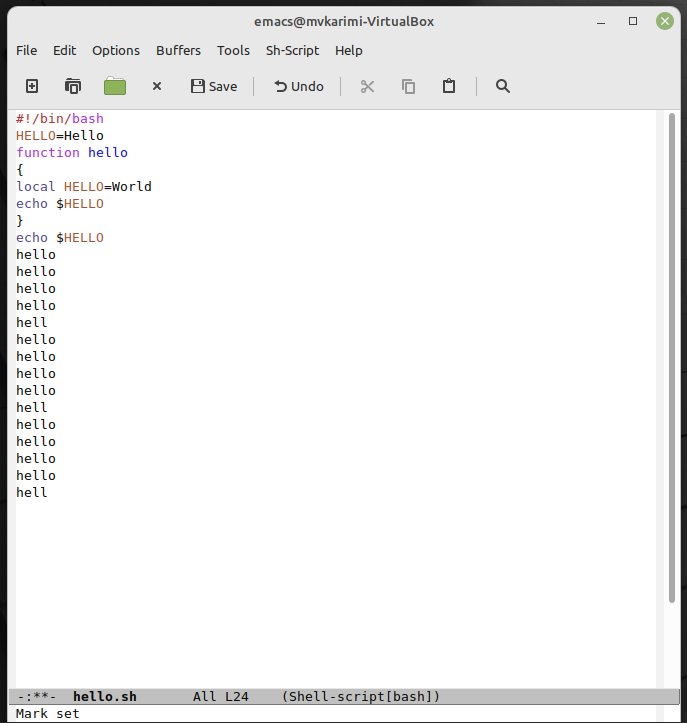 emacs@mvkarimi-VirtualBox
File Edit Options Buffers Tools Sh-Script Help
Save Undo
#!/bin/bash
HELLO=Hello
function hello
{
local HELLO=World
echo $HELLO
}
echo $HELLO
hello
hello
hello
hello
hell
hello
hello
hello
hello
hell
hello
hello
hello
hello
hell
-:**-  hello.sh       All L24    (Shell-script[bash])
Mark set